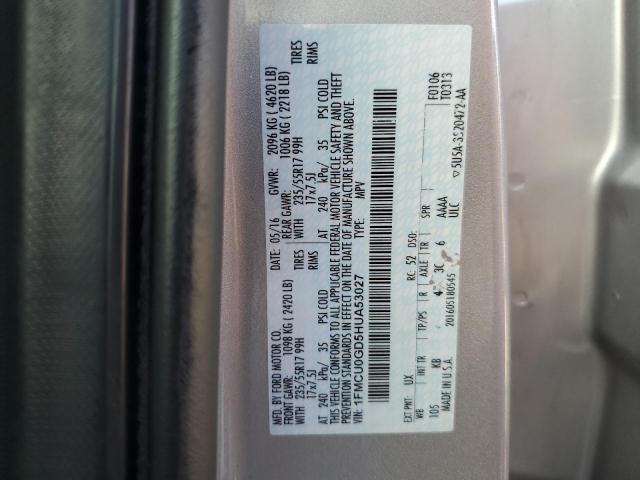 MFD. BY FORD MOTOR CO.
DATE: 05/16 GVWR: 2096 KG ( 4620 LB)
FRONT GAWR: 1098 KG ( 2420 LB) REAR GAWR: 1006 KG ( 2218 LB)
WITH 235/55R17 99H TIRES WITH 235/55R17 99H TIRES
17x7.5J RIMS 17x7.5J RIMS
AT 240 kPa/ 35 PSI COLD AT 240 kPa/ 35 PSI COLD
THIS VEHICLE CONFORMS TO ALL APPLICABLE FEDERAL MOTOR VEHICLE SAFETY AND THEFT
PREVENTION STANDARDS IN EFFECT ON THE DATE OF MANUFACTURE SHOWN ABOVE.
VIN: 1FMCU0GD5HUA53027 TYPE: MPV
F0106
T0313
EXT PNT: UX RC: 52 DSO:
WB INT TR TP/PS R AXLE TR SPR
105 KB 4 3C 6 AAAA
MADE IN U.S.A. 201605180545 ULC